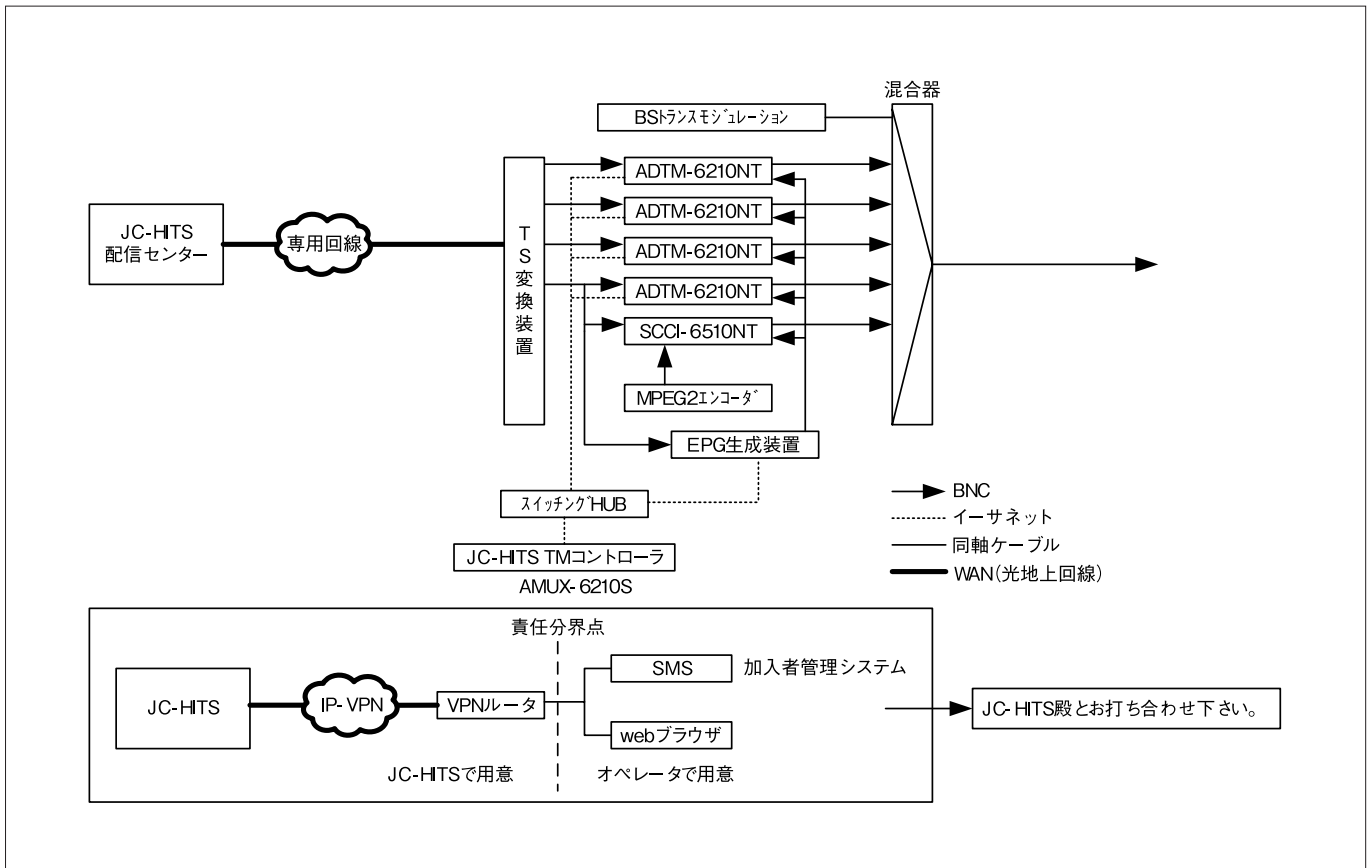 混合器
BSﾄランスモジュレーション
ADTM-6210NT
ADTM-6210NT
ADTM-6210NT
ADTM-6210NT
SCCI-6510NT
MPEG2ｴﾝｺｰﾀﾞ
EPG生成装置
JC-HITS
配信センター
専用回線
TS変換装置
スイッチングHUB
JC-HITS TMコントローラ
AMUX-6210S
BNC
イーサネット
同軸ケーブル
WAN(光地上回線)
責任分界点
JC-HITS
IP-VPN
VPNルータ
SMS
加入者管理システム
webブラウザ
JC-HITSで用意
オペレータで用意
JC-HITS殿とお打ち合わせ下さい。